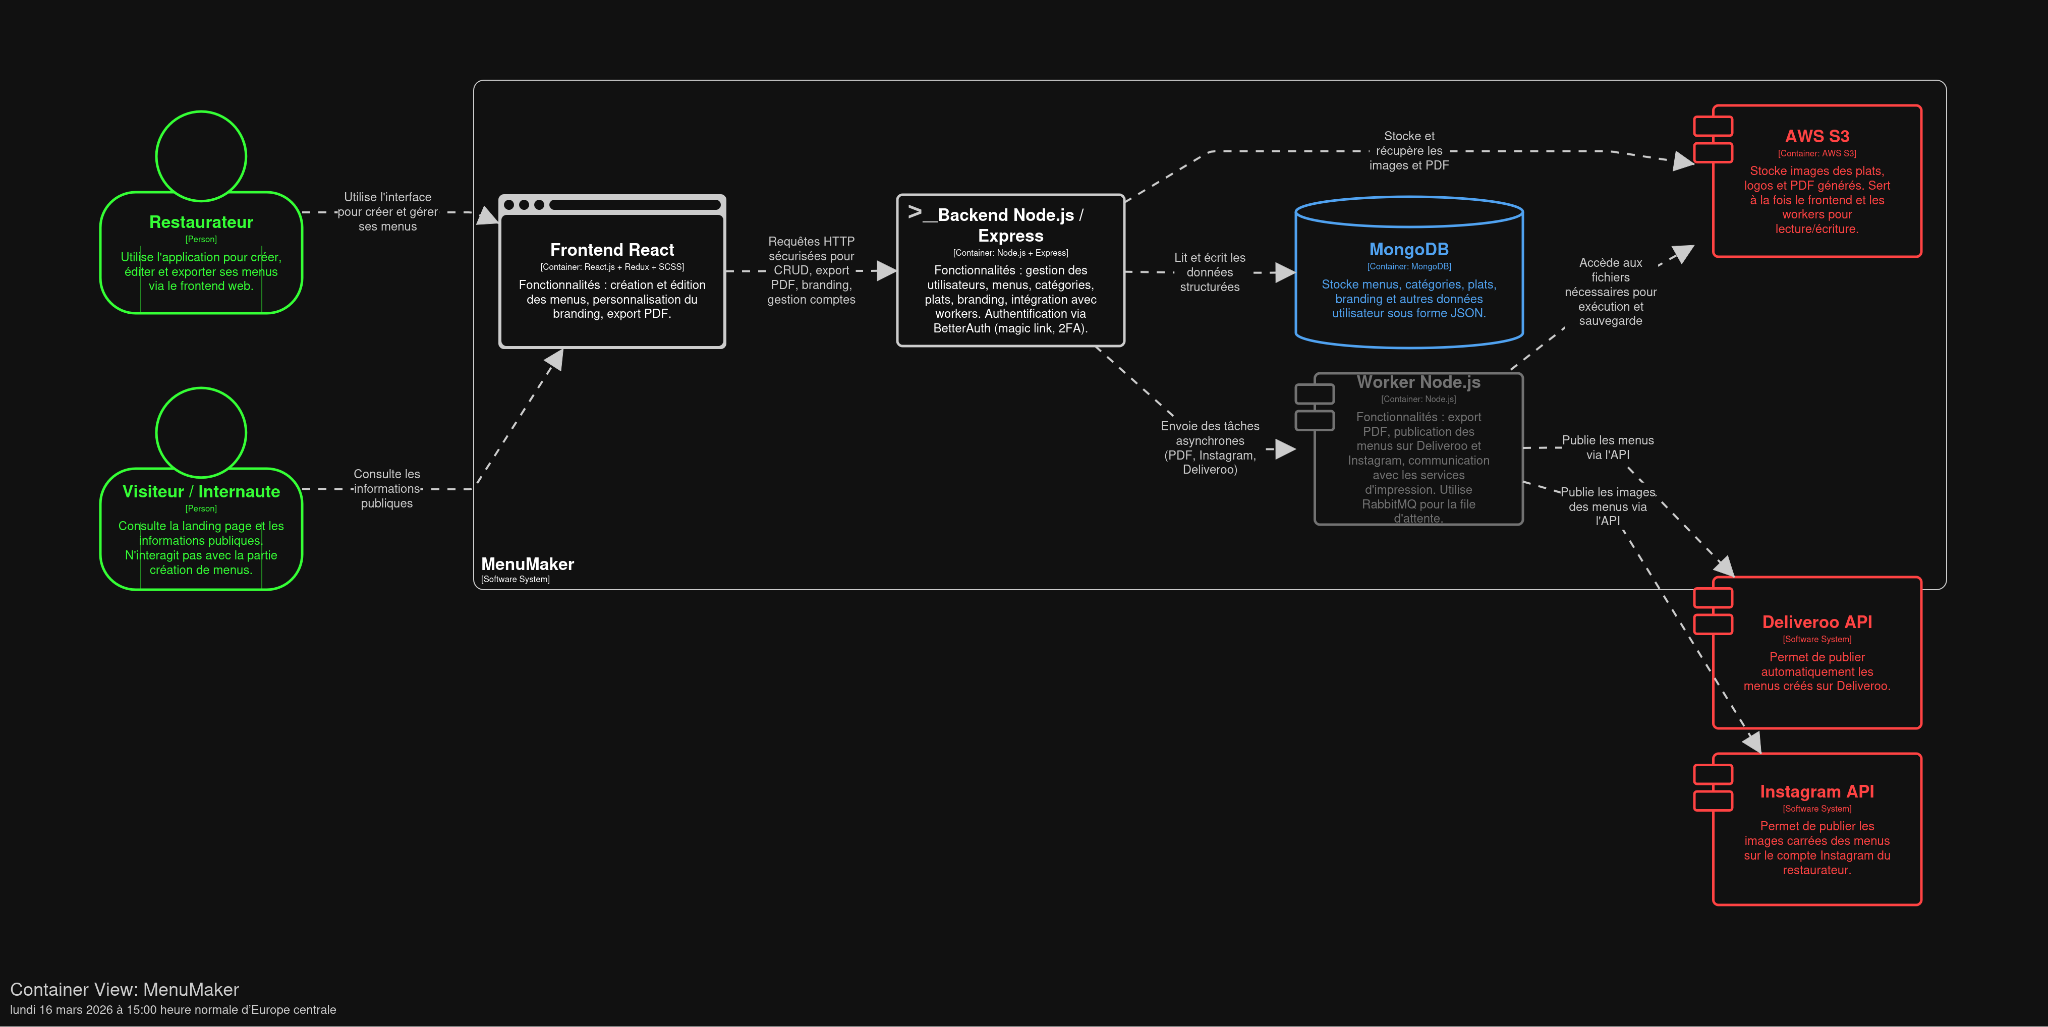 Restaurateur
[Person]
Utilise l'application pour créer,
éditer et exporter ses menus
via le frontend web.
Utilise l'interface
pour créer et gérer
ses menus
Visiteur / Internaute
[Person]
Consulte la landing page et les
informations publiques.
N'interagit pas avec la partie
création de menus.
Consulte les
informations
publiques
Frontend React
[Container: React.js + Redux + SCSS]
Fonctionnalités : création et édition
des menus, personnalisation du
branding, export PDF.
Requêtes HTTP
sécurisées pour
CRUD, export
PDF, branding,
gestion comptes
>_Backend Node.js /
Express
[Container: Node.js + Express]
Fonctionnalités : gestion des
utilisateurs, menus, catégories,
plats, branding, intégration avec
workers. Authentification via
BetterAuth (magic link, 2FA).
Stocke et
récupère les
images et PDF
Lit et écrit les
données
structurées
Envoie des tâches
asynchrones
(PDF, Instagram,
Deliveroo)
MongoDB
[Container: MongoDB]
Stocke menus, catégories, plats,
branding et autres données
utilisateur sous forme JSON.
Worker Node.js
[Container: Node.js]
Fonctionnalités : export
PDF, publication des
menus sur Deliveroo et
Instagram, communication
avec les services
d'impression. Utilise
RabbitMQ pour la file
d'attente.
Accède aux
fichiers
nécessaires pour
exécution et
sauvegarde
Publie les menus
via l'API
Publie les images
des menus via
l'API
AWS S3
[Container: AWS S3]
Stocke images des plats,
logos et PDF générés. Sert
à la fois le frontend et les
workers pour
lecture/écriture.
MenuMaker
[Software System]
Deliveroo API
[Software System]
Permet de publier
automatiquement les
menus créés sur Deliveroo.
Instagram API
[Software System]
Permet de publier les
images carrées des menus
sur le compte Instagram du
restaurateur.
Container View: MenuMaker
lundi 16 mars 2026 à 15:00 heure normale d'Europe centrale